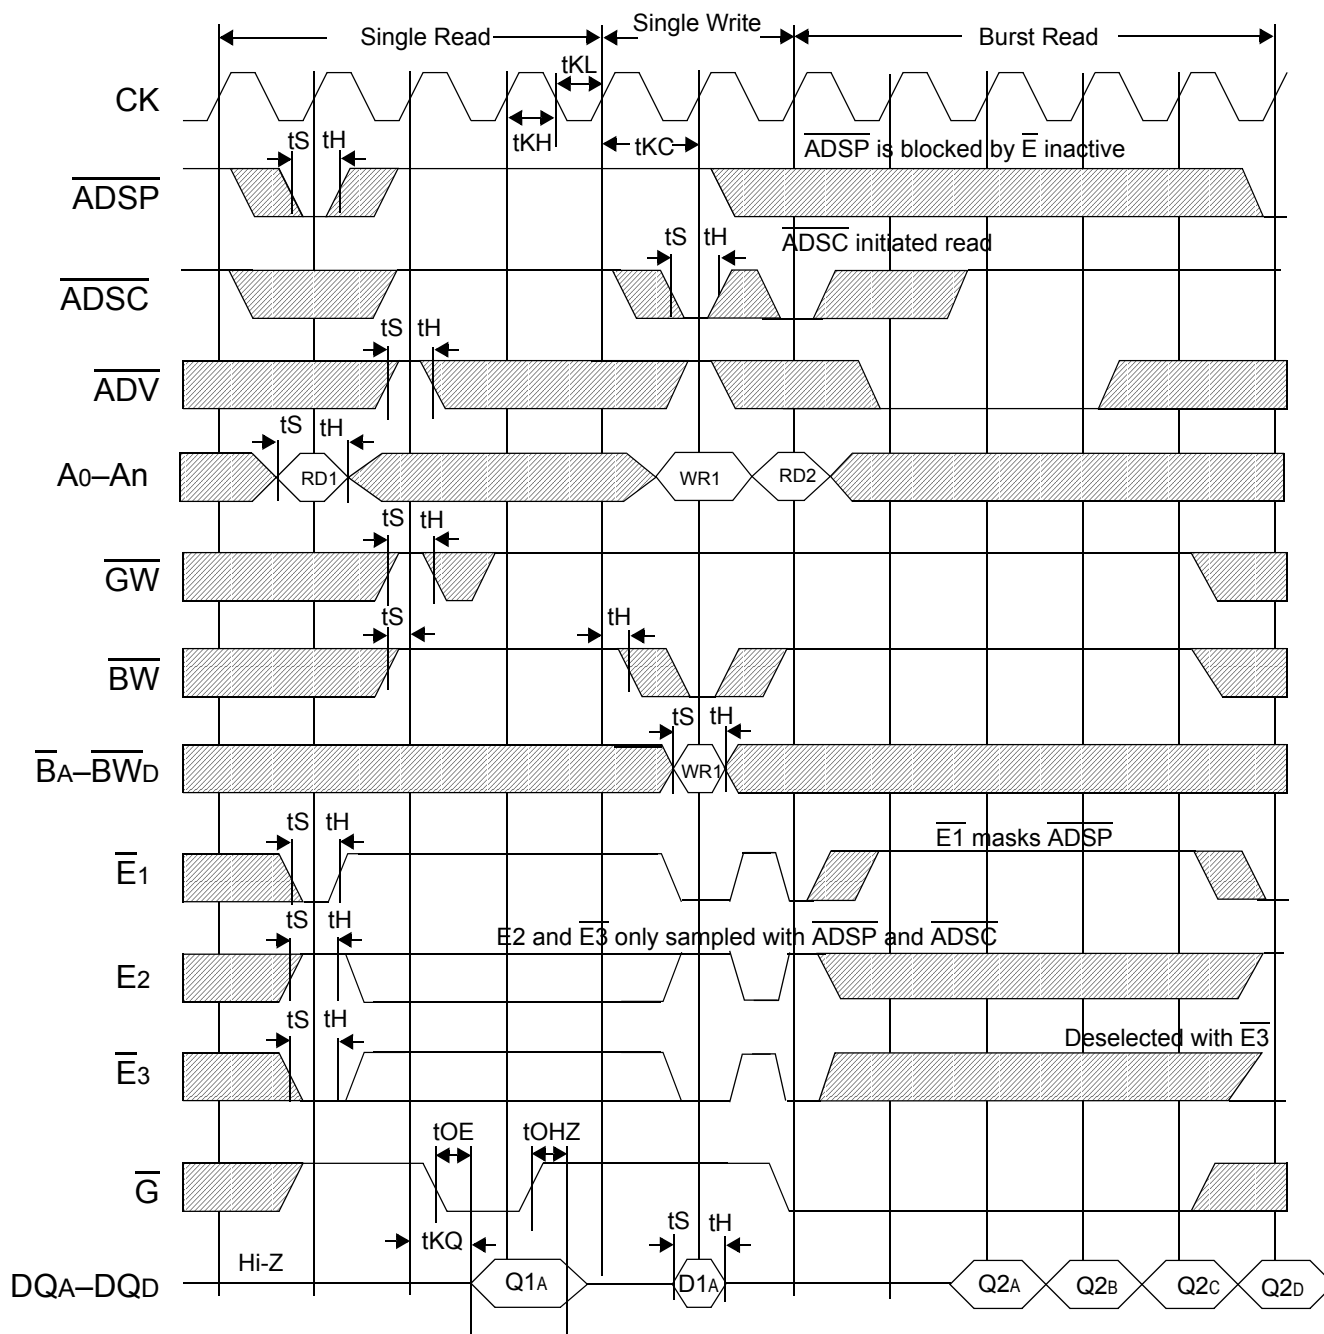 Single Read
Single Write
Burst Read
CK
tKL
tKH
tKC
tS tH
ADSP is blocked by E inactive
ADSP
tS tH
ADSC initiated read
ADSC
tS tH
ADV
tS tH
A0–An
RD1
WR1
RD2
tS tH
GW
tS
tH
BW
tS tH
BA–BWD
WR1
tS tH
E1 masks ADSP
E1
tS tH
E2 and E3 only sampled with ADSP and ADSC
E2
tS tH
Deselected with E3
E3
tOE
tOHZ
G
tKQ
tS tH
Hi-Z
DQA–DQD
Q1A
D1A
Q2A
Q2B
Q2C
Q2D